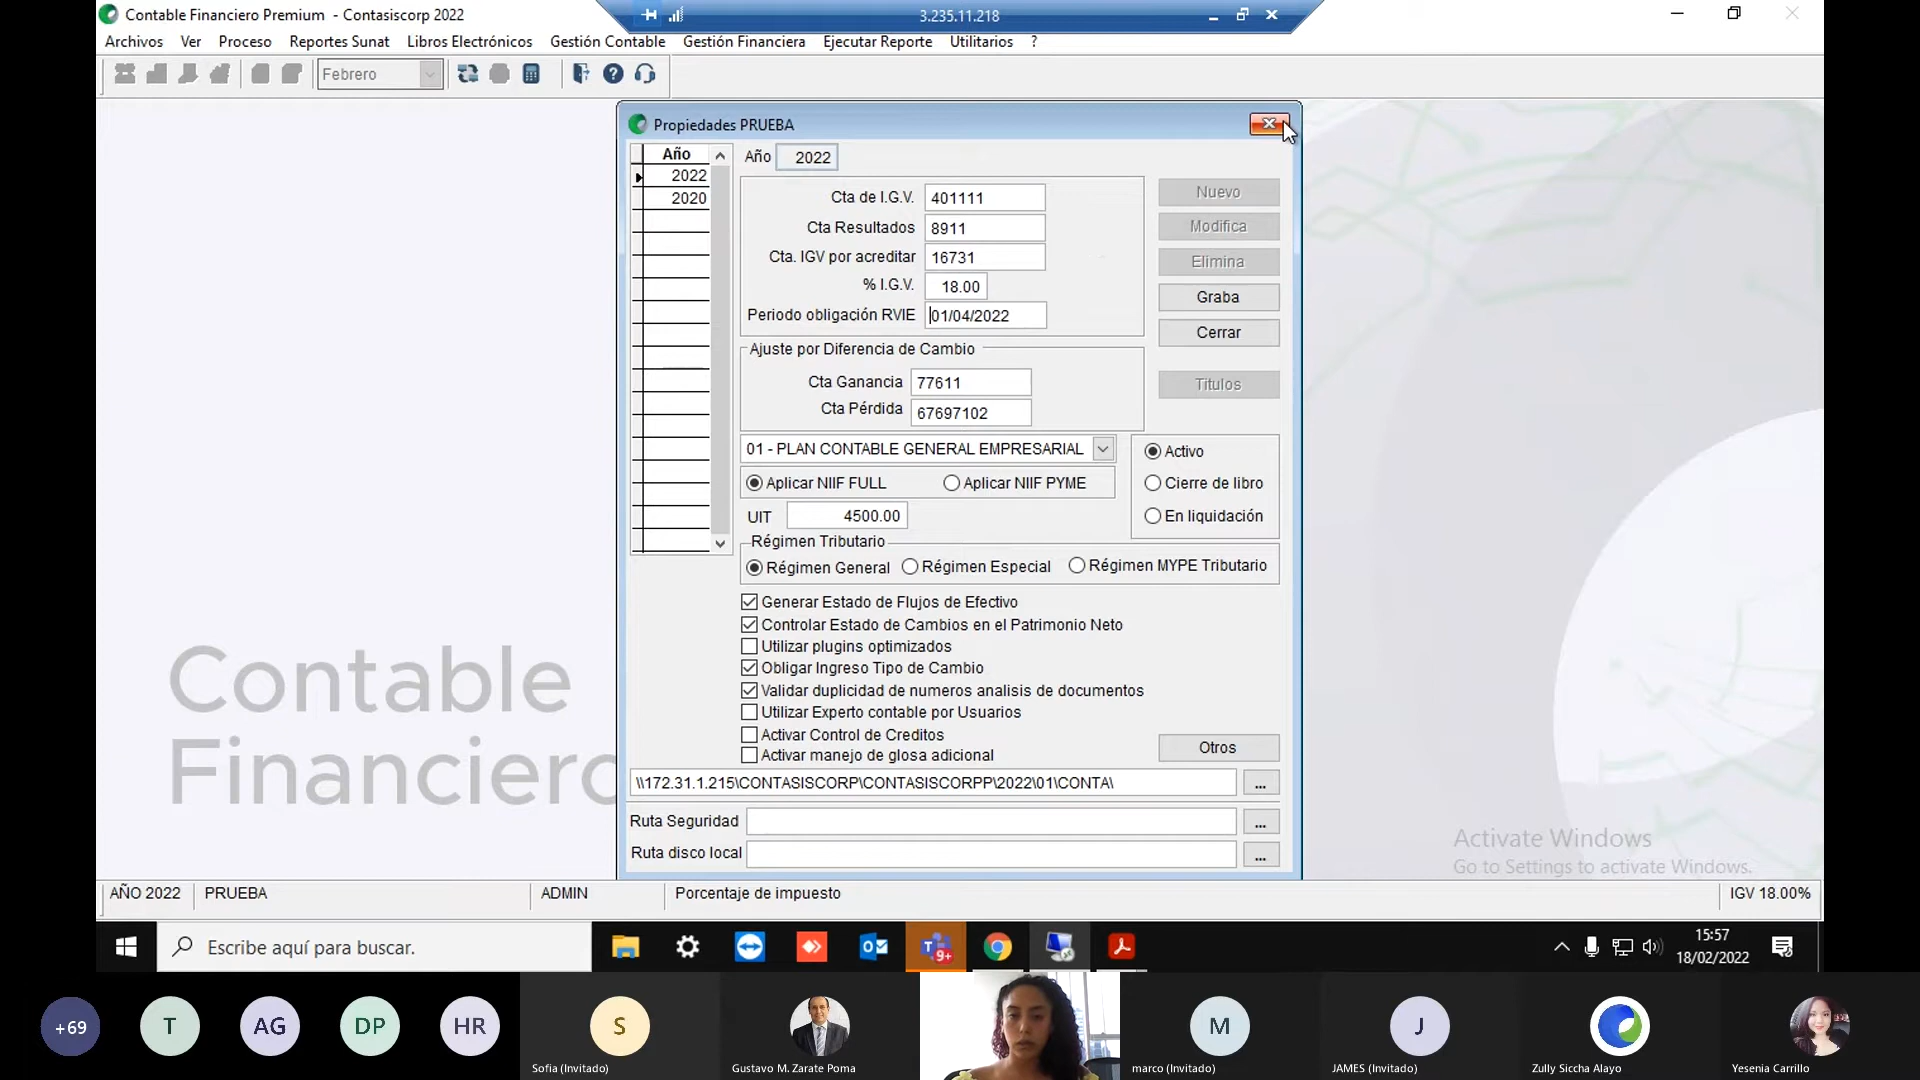 Contable Financiero Premium - Contasiscorp 2022
3.235.11.218
Archivos Ver Proceso Reportes Sunat Libros Electrónicos Gestión Contable Gestión Financiera Ejecutar Reporte Utilitarios ?
Febrero
Propiedades PRUEBA
Año
2022
2020
Año 2022
Cta de I.G.V. 401111
Cta Resultados 8911
Cta. IGV por acreditar 16731
% I.G.V. 18.00
Periodo obligación RVIE 01/04/2022
Nuevo
Modifica
Elimina
Graba
Cerrar
Titulos
Ajuste por Diferencia de Cambio
Cta Ganancia 77611
Cta Pérdida 67697102
01 - PLAN CONTABLE GENERAL EMPRESARIAL
Aplicar NIIF FULL Aplicar NIIF PYME
Activo
Cierre de libro
En liquidación
UIT 4500.00
Régimen Tributario
Régimen General Régimen Especial Régimen MYPE Tributario
Generar Estado de Flujos de Efectivo
Controlar Estado de Cambios en el Patrimonio Neto
Utilizar plugins optimizados
Obligar Ingreso Tipo de Cambio
Validar duplicidad de numeros analisis de documentos
Utilizar Experto contable por Usuarios
Activar Control de Creditos
Activar manejo de glosa adicional
Otros
\\172.31.1.215\CONTASISCORP\CONTASISCORPP\2022\01\CONTA\ ...
Ruta Seguridad ...
Ruta disco local ...
Contable
Financiero
Activate Windows
Go to Settings to activate Windows.
AÑO 2022 PRUEBA ADMIN Porcentaje de impuesto IGV 18.00%
Escribe aquí para buscar.
9+
15:57
18/02/2022
+69 T AG DP HR S M J
Sofia (Invitado) Gustavo M. Zarate Poma marco (Invitado) JAMES (Invitado) Zully Siccha Alayo Yesenia Carrillo